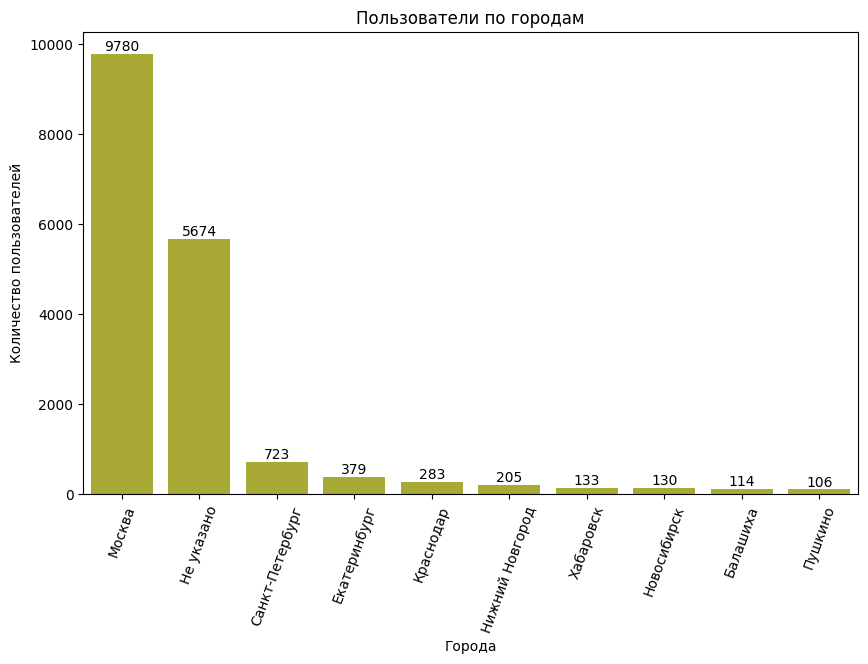 Пользователи по городам
Количество пользователей
10000
8000
6000
4000
2000
0
9780
5674
723
379
283
205
133
130
114
106
Москва
Не указано
Санкт-Петербург
Екатеринбург
Краснодар
Нижний Новгород
Хабаровск
Новосибирск
Балашиха
Пушкино
Города